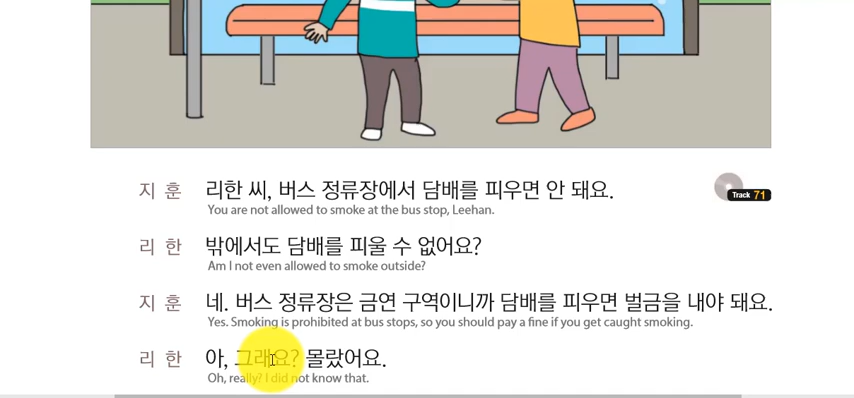 지 훈 리한 씨, 버스 정류장에서 담배를 피우면 안 돼요.
Track 71
You are not allowed to smoke at the bus stop, Leehan.
리 한 밖에서도 담배를 피울 수 없어요?
Am I not even allowed to smoke outside?
지 훈 네. 버스 정류장은 금연 구역이니까 담배를 피우면 벌금을 내야 돼요.
Yes. Smoking is prohibited at bus stops, so you should pay a fine if you get caught smoking.
리 한 아, 그래요? 몰랐어요.
Oh, really? I did not know that.